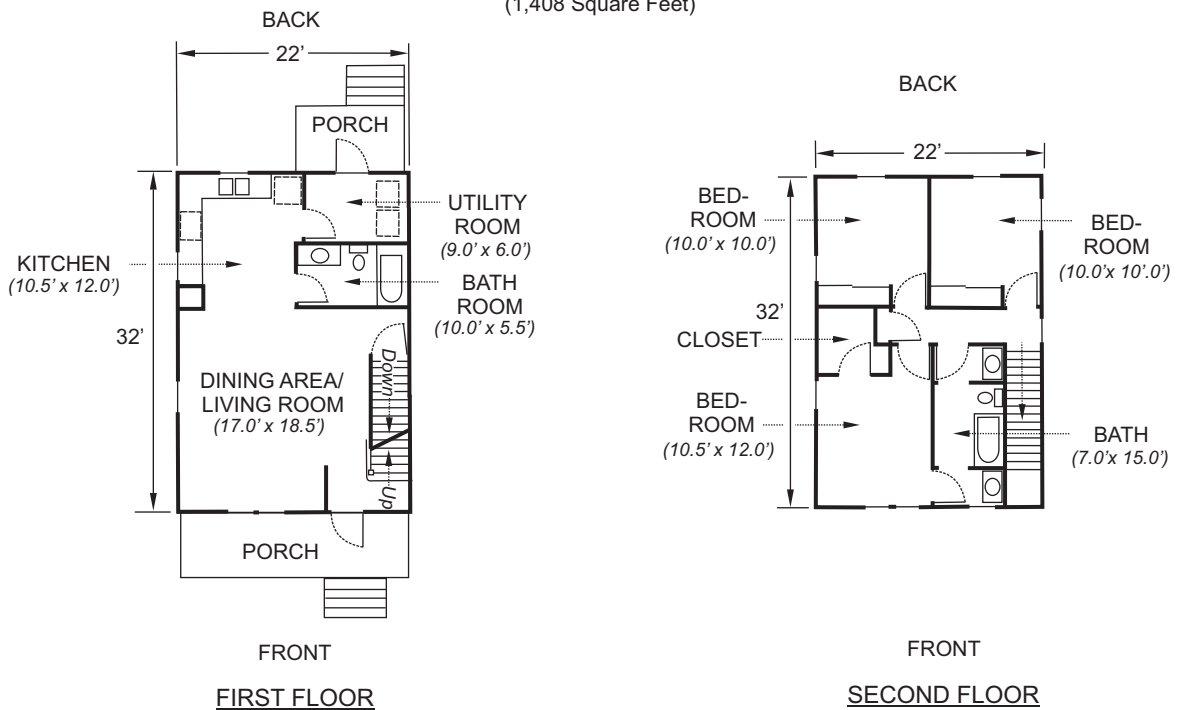 (1,408 Square Feet)
BACK
22'
PORCH
UTILITY
ROOM
(9.0' x 6.0')
KITCHEN
(10.5' x 12.0')
BATH
ROOM
(10.0' x 5.5')
32'
DINING AREA/
LIVING ROOM
(17.0' x 18.5')
Down
Up
PORCH
FRONT
FIRST FLOOR
BACK
22'
BED-
ROOM
(10.0' x 10.0')
BED-
ROOM
(10.0'x 10'.0')
32'
CLOSET
BED-
ROOM
(10.5' x 12.0')
BATH
(7.0'x 15.0')
FRONT
SECOND FLOOR